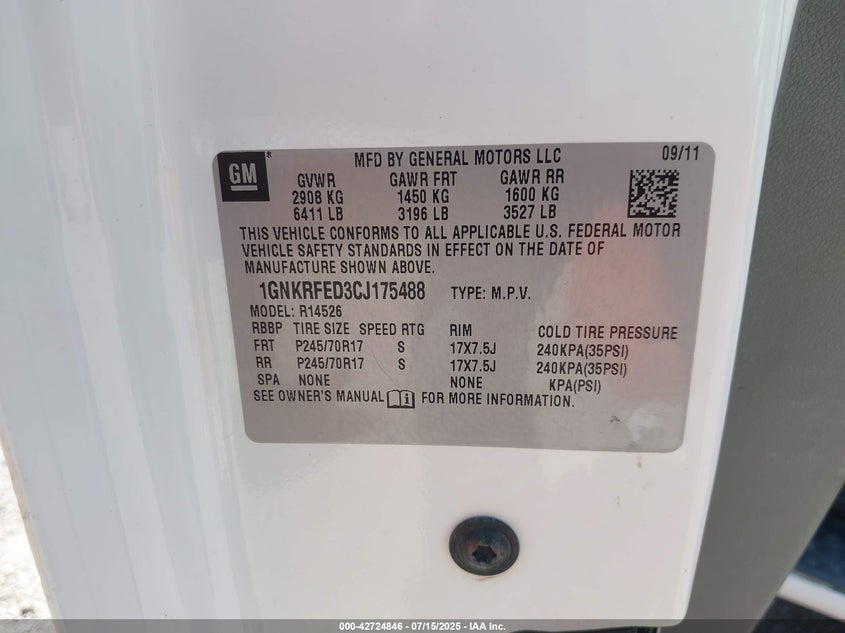 GM ® MFD BY GENERAL MOTORS LLC 09/11
GVWR GAWR FRT GAWR RR
2908 KG 1450 KG 1600 KG
6411 LB 3196 LB 3527 LB
THIS VEHICLE CONFORMS TO ALL APPLICABLE U.S. FEDERAL MOTOR
VEHICLE SAFETY STANDARDS IN EFFECT ON THE DATE OF
MANUFACTURE SHOWN ABOVE.
1GNKRFED3CJ175488 TYPE: M.P.V.
MODEL: R14526
RBBP TIRE SIZE SPEED RTG RIM COLD TIRE PRESSURE
FRT P245/70R17 S 17X7.5J 240KPA(35PSI)
RR P245/70R17 S 17X7.5J 240KPA(35PSI)
SPA NONE NONE KPA(PSI)
SEE OWNER'S MANUAL FOR MORE INFORMATION.
000-42724846 - 07/15/2025 - IAA Inc.